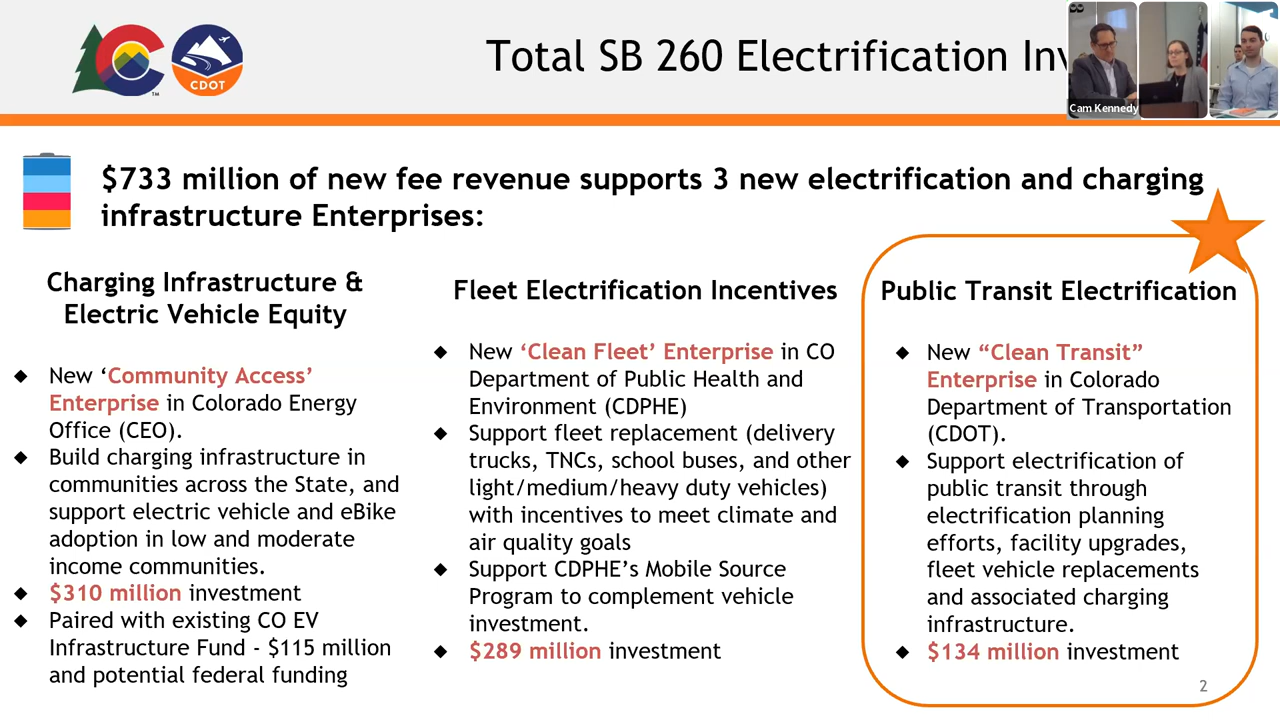 CDOT
TM
Total SB 260 Electrification
Cam Kennedy
$733 million of new fee revenue supports 3 new electrification and charging
infrastructure Enterprises:
Charging Infrastructure &
Electric Vehicle Equity
◆ New ‘Community Access’
Enterprise in Colorado Energy
Office (CEO).
◆ Build charging infrastructure in
communities across the State, and
support electric vehicle and eBike
adoption in low and moderate
income communities.
◆ $310 million investment
◆ Paired with existing CO EV
Infrastructure Fund - $115 million
and potential federal funding
Fleet Electrification Incentives
◆ New ‘Clean Fleet’ Enterprise in CO
Department of Public Health and
Environment (CDPHE)
◆ Support fleet replacement (delivery
trucks, TNCs, school buses, and other
light/medium/heavy duty vehicles)
with incentives to meet climate and
air quality goals
◆ Support CDPHE’s Mobile Source
Program to complement vehicle
investment.
◆ $289 million investment
Public Transit Electrification
◆ New “Clean Transit”
Enterprise in Colorado
Department of Transportation
(CDOT).
◆ Support electrification of
public transit through
electrification planning
efforts, facility upgrades,
fleet vehicle replacements
and associated charging
infrastructure.
◆ $134 million investment
2